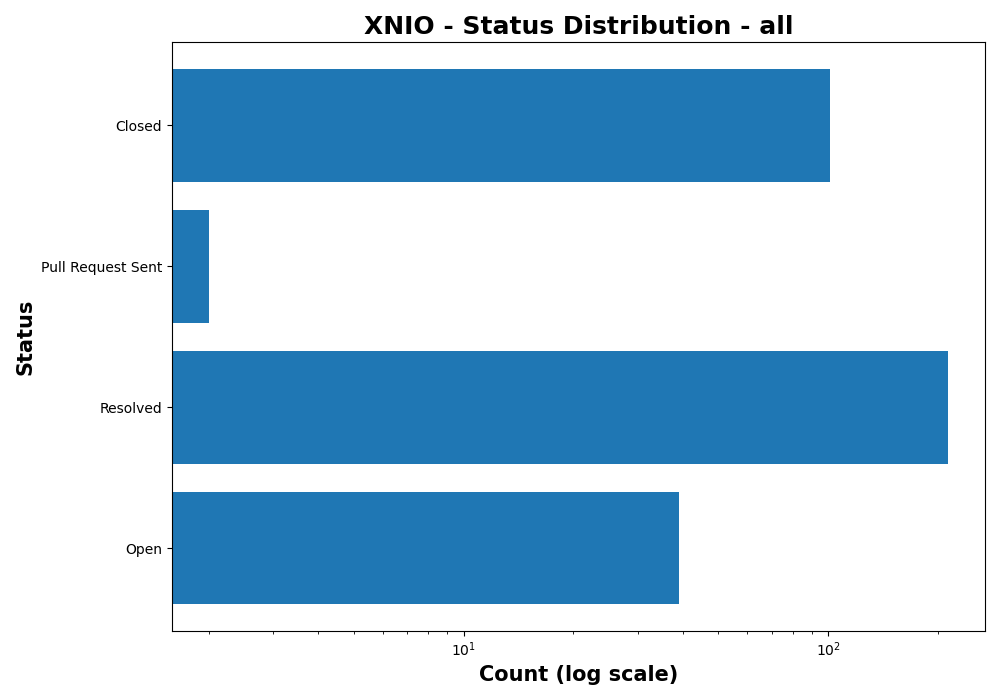 XNIO - Status Distribution - all
Closed
Pull Request Sent
Resolved
Open
Status
10¹
10²
Count (log scale)